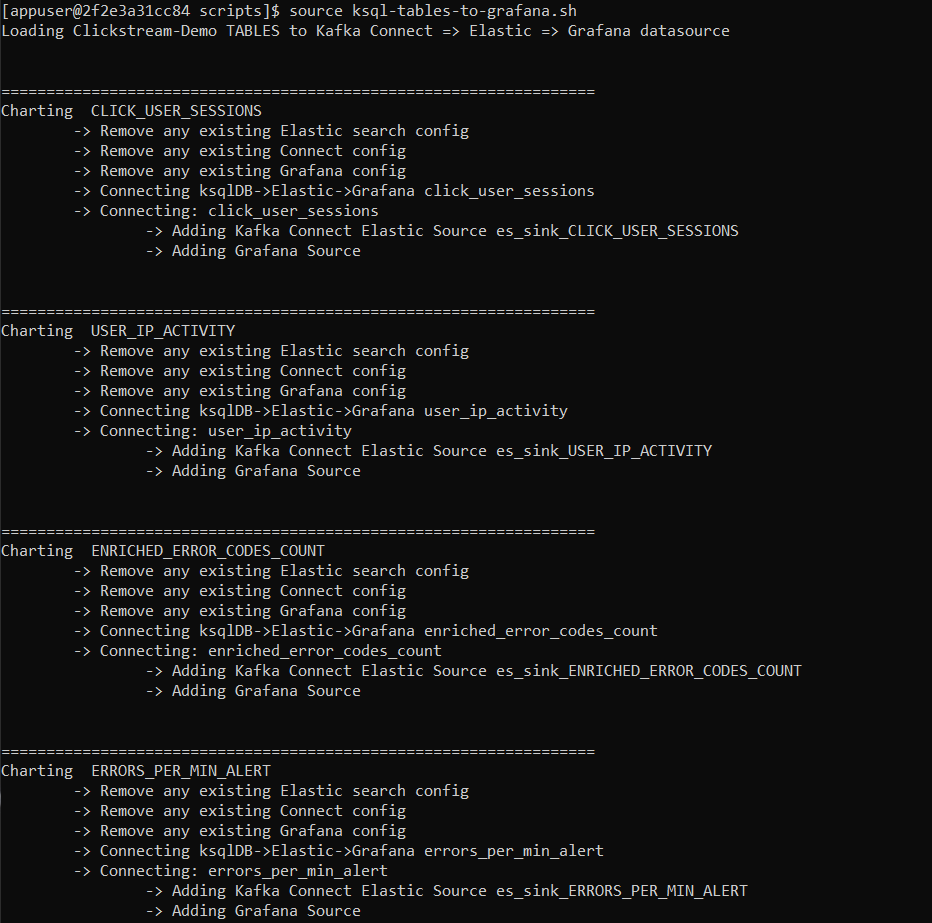 [appuser@2f2e3a31cc84 scripts]$ source ksql-tables-to-grafana.sh
Loading Clickstream-Demo TABLES to Kafka Connect => Elastic => Grafana datasource
==================================================================
Charting  CLICK_USER_SESSIONS
-> Remove any existing Elastic search config
-> Remove any existing Connect config
-> Remove any existing Grafana config
-> Connecting ksqlDB->Elastic->Grafana click_user_sessions
-> Connecting: click_user_sessions
-> Adding Kafka Connect Elastic Source es_sink_CLICK_USER_SESSIONS
-> Adding Grafana Source
==================================================================
Charting  USER_IP_ACTIVITY
-> Remove any existing Elastic search config
-> Remove any existing Connect config
-> Remove any existing Grafana config
-> Connecting ksqlDB->Elastic->Grafana user_ip_activity
-> Connecting: user_ip_activity
-> Adding Kafka Connect Elastic Source es_sink_USER_IP_ACTIVITY
-> Adding Grafana Source
==================================================================
Charting  ENRICHED_ERROR_CODES_COUNT
-> Remove any existing Elastic search config
-> Remove any existing Connect config
-> Remove any existing Grafana config
-> Connecting ksqlDB->Elastic->Grafana enriched_error_codes_count
-> Connecting: enriched_error_codes_count
-> Adding Kafka Connect Elastic Source es_sink_ENRICHED_ERROR_CODES_COUNT
-> Adding Grafana Source
==================================================================
Charting  ERRORS_PER_MIN_ALERT
-> Remove any existing Elastic search config
-> Remove any existing Connect config
-> Remove any existing Grafana config
-> Connecting ksqlDB->Elastic->Grafana errors_per_min_alert
-> Connecting: errors_per_min_alert
-> Adding Kafka Connect Elastic Source es_sink_ERRORS_PER_MIN_ALERT
-> Adding Grafana Source